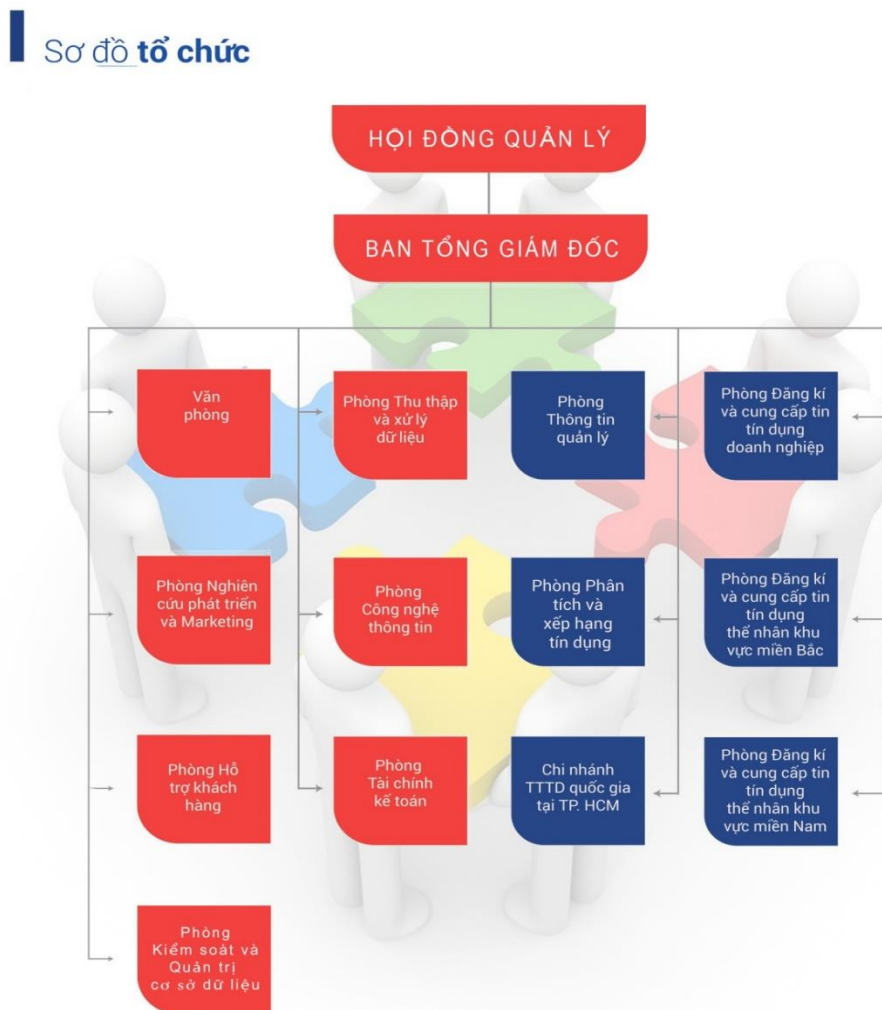 Sơ đồ tổ chức
HỘI ĐỒNG QUẢN LÝ
BAN TỔNG GIÁM ĐỐC
Văn
phòng
Phòng Thu thập
và xử lý
dữ liệu
Phòng
Thông tin
quản lý
Phòng Đăng kí
và cung cấp tin
tín dụng
doanh nghiệp
Phòng Nghiên
cứu phát triển
và Marketing
Phòng
Công nghệ
thông tin
Phòng Phân
tích và
xếp hạng
tín dụng
Phòng Đăng kí
và cung cấp tin
tín dụng
thể nhân khu
vực miền Bắc
Phòng Hỗ
trợ khách
hàng
Phòng
Tài chính
kế toán
Chi nhánh
TTTD quốc gia
tại TP. HCM
Phòng Đăng kí
và cung cấp tin
tín dụng
thể nhân khu
vực miền Nam
Phòng
Kiểm soát và
Quản trị
cơ sở dữ liệu